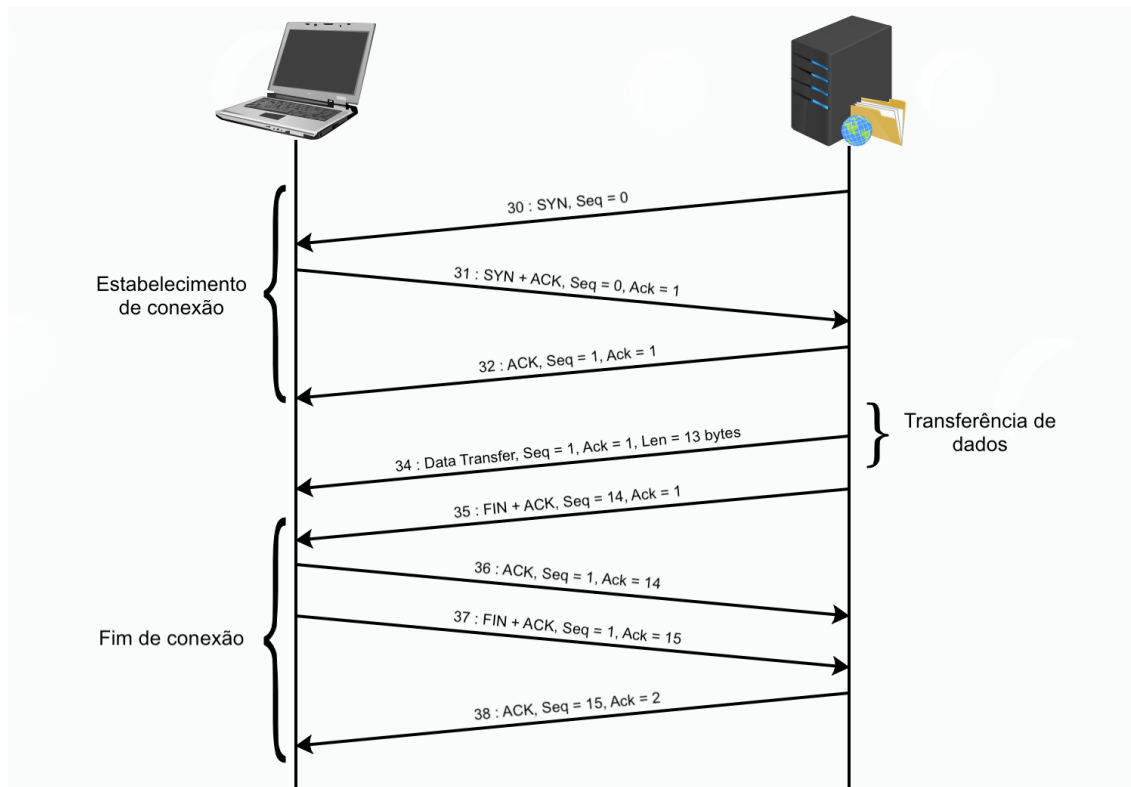 30 : SYN, Seq = 0
31 : SYN + ACK, Seq = 0, Ack = 1
Estabelecimento
de conexão
32 : ACK, Seq = 1, Ack = 1
Transferência de
dados
34 : Data Transfer, Seq = 1, Ack = 1, Len = 13 bytes
35 : FIN + ACK, Seq = 14, Ack = 1
36 : ACK, Seq = 1, Ack = 14
37 : FIN + ACK, Seq = 1, Ack = 15
Fim de conexão
38 : ACK, Seq = 15, Ack = 2